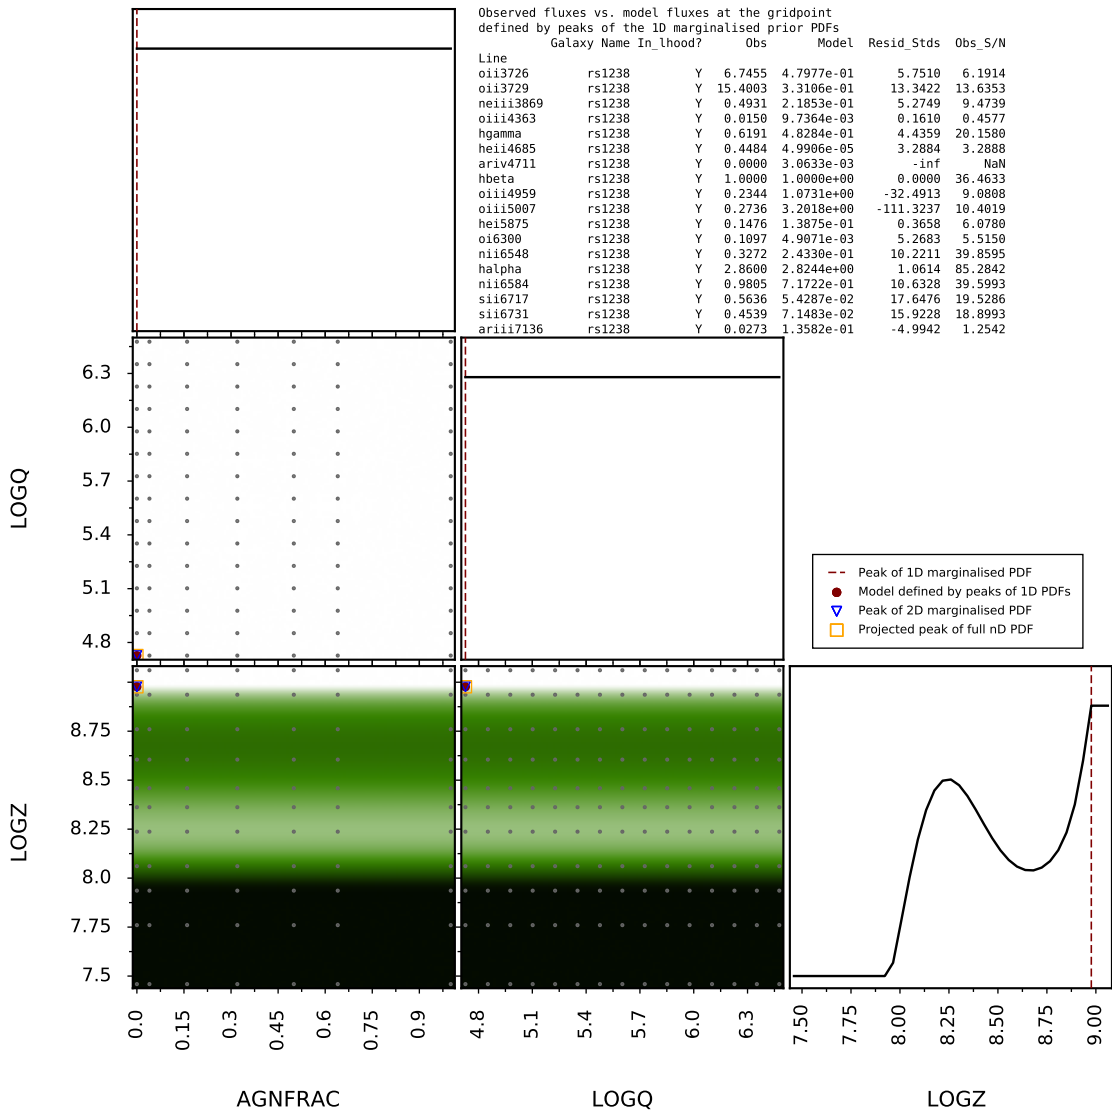 Observed fluxes vs. model fluxes at the gridpoint
defined by peaks of the 1D marginalised prior PDFs
Galaxy Name In_lhood? Obs Model Resid_Stds Obs_S/N
Line
oii3726 rs1238 Y 6.7455 4.7977e-01 5.7510 6.1914
oii3729 rs1238 Y 15.4003 3.3106e-01 13.3422 13.6353
neiii3869 rs1238 Y 0.4931 2.1853e-01 5.2749 9.4739
oiii4363 rs1238 Y 0.0150 9.7364e-03 0.1610 0.4577
hgamma rs1238 Y 0.6191 4.8284e-01 4.4359 20.1580
heii4685 rs1238 Y 0.4484 4.9906e-05 3.2884 3.2888
ariv4711 rs1238 Y 0.0000 3.0633e-03 -inf NaN
hbeta rs1238 Y 1.0000 1.0000e+00 0.0000 36.4633
oiii4959 rs1238 Y 0.2344 1.0731e+00 -32.4913 9.0808
oiii5007 rs1238 Y 0.2736 3.2018e+00 -111.3237 10.4019
hei5875 rs1238 Y 0.1476 1.3875e-01 0.3658 6.0780
oi6300 rs1238 Y 0.1097 4.9071e-03 5.2683 5.5150
nii6548 rs1238 Y 0.3272 2.4330e-01 10.2211 39.8595
halpha rs1238 Y 2.8600 2.8244e+00 1.0614 85.2842
nii6584 rs1238 Y 0.9805 7.1722e-01 10.6328 39.5993
sii6717 rs1238 Y 0.5636 5.4287e-02 17.6476 19.5286
sii6731 rs1238 Y 0.4539 7.1483e-02 15.9228 18.8993
ariii7136 rs1238 Y 0.0273 1.3582e-01 -4.9942 1.2542
6.3
6.0
5.7
5.4
5.1
4.8
LOGQ
Peak of 1D marginalised PDF
Model defined by peaks of 1D PDFs
Peak of 2D marginalised PDF
Projected peak of full nD PDF
8.75
8.5
8.25
8.0
7.75
7.5
LOGZ
0.0 0.15 0.3 0.45 0.6 0.75 0.9
4.8 5.1 5.4 5.7 6.0 6.3
7.50 7.75 8.00 8.25 8.50 8.75 9.00
AGNFRAC LOGQ LOGZ